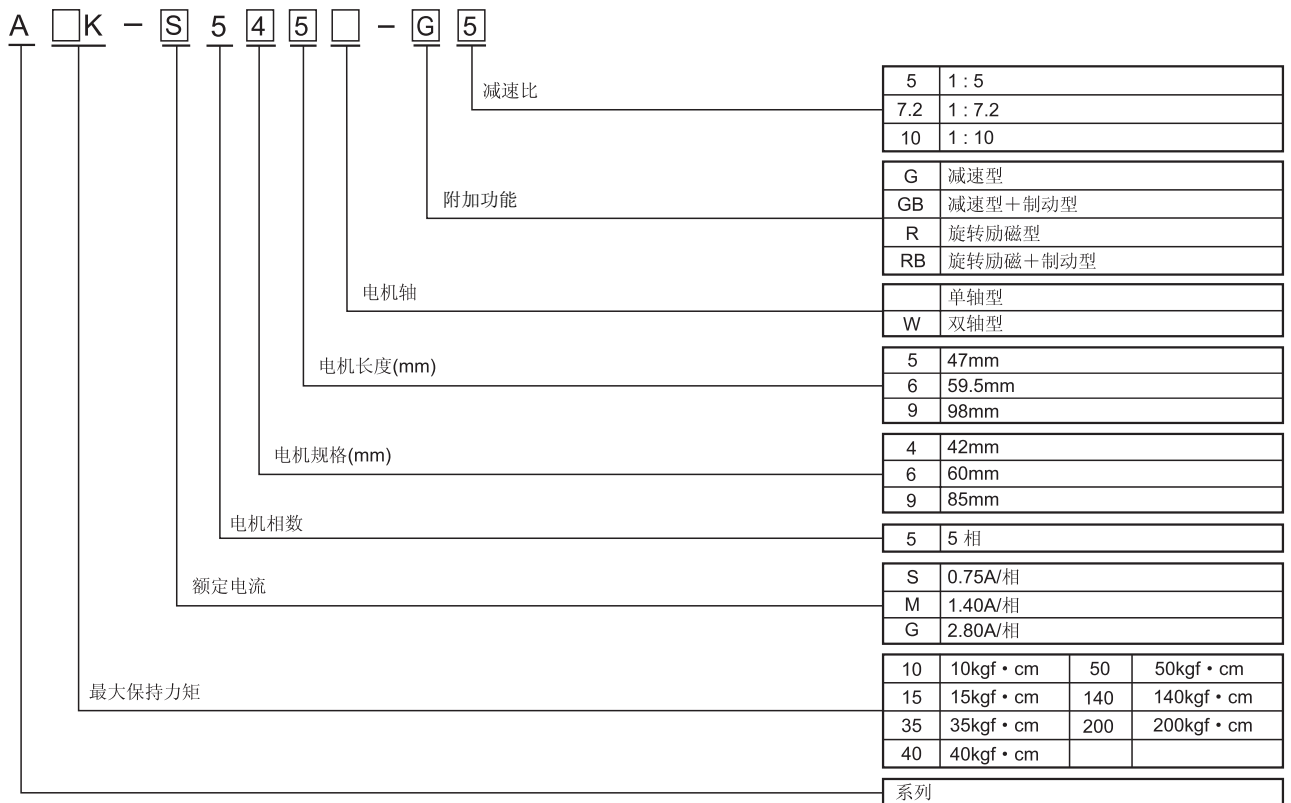 A □K - S 5 4 5 □ - G 5
减速比
5 1 : 5
7.2 1 : 7.2
10 1 : 10
附加功能
G 减速型
GB 减速型+制动型
R 旋转励磁型
RB 旋转励磁+制动型
电机轴
单轴型
W 双轴型
电机长度(mm)
5 47mm
6 59.5mm
9 98mm
电机规格(mm)
4 42mm
6 60mm
9 85mm
电机相数
5 5 相
额定电流
S 0.75A/相
M 1.40A/相
G 2.80A/相
最大保持力矩
10 10kgf·cm 50 50kgf·cm
15 15kgf·cm 140 140kgf·cm
35 35kgf·cm 200 200kgf·cm
40 40kgf·cm
系列